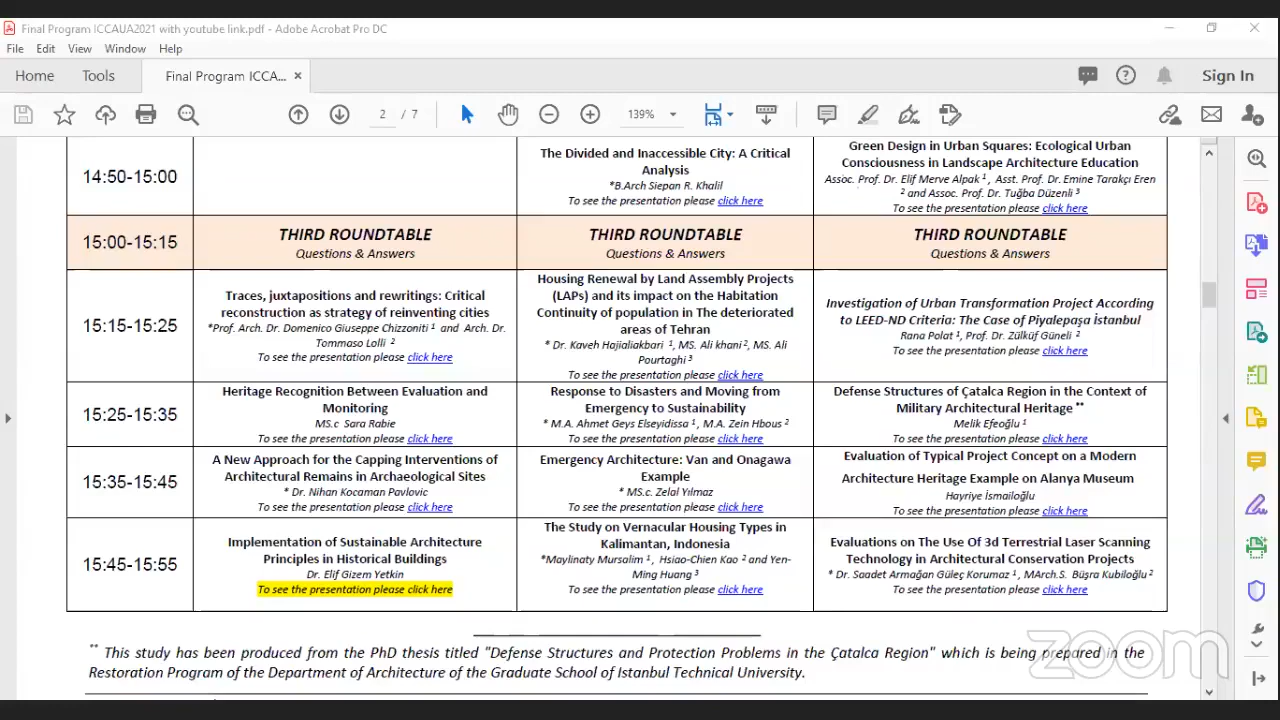 Final Program ICCAUA2021 with youtube link.pdf - Adobe Acrobat Pro DC
File Edit View Window Help
Home Tools Final Program ICCA... × Sign In
2 / 7 139%
14:50-15:00
The Divided and Inaccessible City: A Critical
Analysis
*B.Arch Siepan R. Khalil
To see the presentation please click here
Green Design in Urban Squares: Ecological Urban
Consciousness in Landscape Architecture Education
Assoc. Prof. Dr. Elif Merve Alpak 1, Asst. Prof. Dr. Emine Tarakçı Eren
2 and Assoc. Prof. Dr. Tuğba Düzenli 3
To see the presentation please click here
15:00-15:15
THIRD ROUNDTABLE
Questions & Answers
THIRD ROUNDTABLE
Questions & Answers
THIRD ROUNDTABLE
Questions & Answers
15:15-15:25
Traces, juxtapositions and rewritings: Critical
reconstruction as strategy of reinventing cities
*Prof. Arch. Dr. Domenico Giuseppe Chizzoniti 1 and Arch. Dr.
Tommaso Lolli 2
To see the presentation please click here
Housing Renewal by Land Assembly Projects
(LAPs) and its impact on the Habitation
Continuity of population in The deteriorated
areas of Tehran
* Dr. Kaveh Hajialiakbari 1, MS. Ali khani 2, MS. Ali
Pourtaghi 3
To see the presentation please click here
Investigation of Urban Transformation Project According
to LEED-ND Criteria: The Case of Piyalepaşa İstanbul
Rana Polat 1, Prof. Dr. Zülküf Güneli 2
To see the presentation please click here
15:25-15:35
Heritage Recognition Between Evaluation and
Monitoring
MS.c Sara Rabie
To see the presentation please click here
Response to Disasters and Moving from
Emergency to Sustainability
* M.A. Ahmet Geys Elseyidissa 1, M.A. Zein Hbous 2
To see the presentation please click here
Defense Structures of Çatalca Region in the Context of
Military Architectural Heritage **
Melik Efeoğlu 1
To see the presentation please click here
15:35-15:45
A New Approach for the Capping Interventions of
Architectural Remains in Archaeological Sites
* Dr. Nihan Kocaman Pavlovic
To see the presentation please click here
Emergency Architecture: Van and Onagawa
Example
* MS.c. Zelal Yılmaz
To see the presentation please click here
Evaluation of Typical Project Concept on a Modern
Architecture Heritage Example on Alanya Museum
Hayriye İsmailoğlu
To see the presentation please click here
15:45-15:55
Implementation of Sustainable Architecture
Principles in Historical Buildings
Dr. Elif Gizem Yetkin
To see the presentation please click here
The Study on Vernacular Housing Types in
Kalimantan, Indonesia
*Maylinaty Mursalim 1, Hsiao-Chien Kao 2 and Yen-
Ming Huang 3
To see the presentation please click here
Evaluations on The Use Of 3d Terrestrial Laser Scanning
Technology in Architectural Conservation Projects
* Dr. Saadet Armağan Güleç Korumaz 1, MArch.S. Büşra Kubiloğlu 2
To see the presentation please click here
** This study has been produced from the PhD thesis titled "Defense Structures and Protection Problems in the Çatalca Region" which is being prepared in the
Restoration Program of the Department of Architecture of the Graduate School of Istanbul Technical University.
zoom